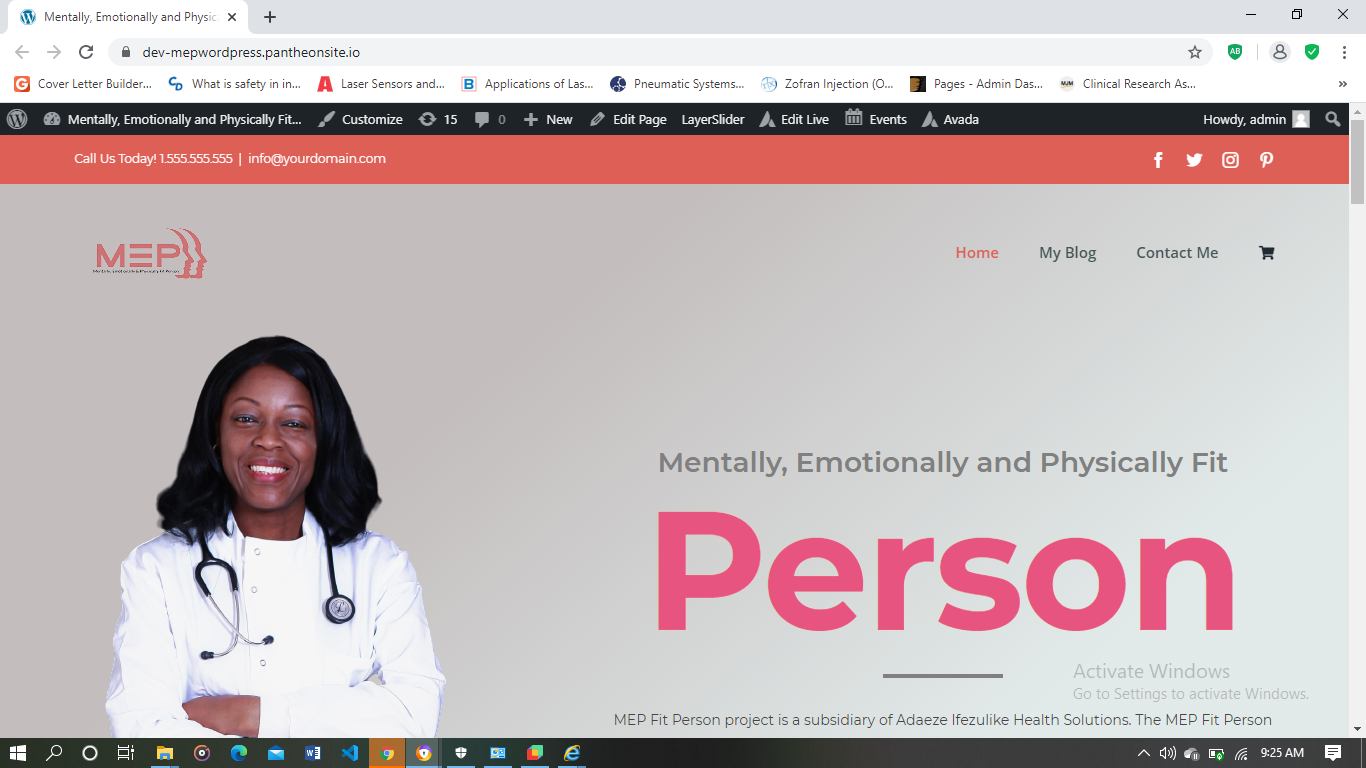 Mentally, Emotionally and Physic
dev-mepwordpress.pantheonsite.io
Cover Letter Builder...
What is safety in in...
Laser Sensors and...
Applications of Las...
Pneumatic Systems...
Zofran Injection (O...
Pages - Admin Das...
Clinical Research As...
»
Mentally, Emotionally and Physically Fit...
Customize
15
0
New
Edit Page
LayerSlider
Edit Live
Events
Avada
Howdy, admin
Call Us Today! 1.555.555.555 | info@yourdomain.com
MEP
Home
My Blog
Contact Me
Mentally, Emotionally and Physically Fit
Person
Activate Windows
Go to Settings to activate Windows.
MEP Fit Person project is a subsidiary of Adaeze Ifezulike Health Solutions. The MEP Fit Person
9:25 AM